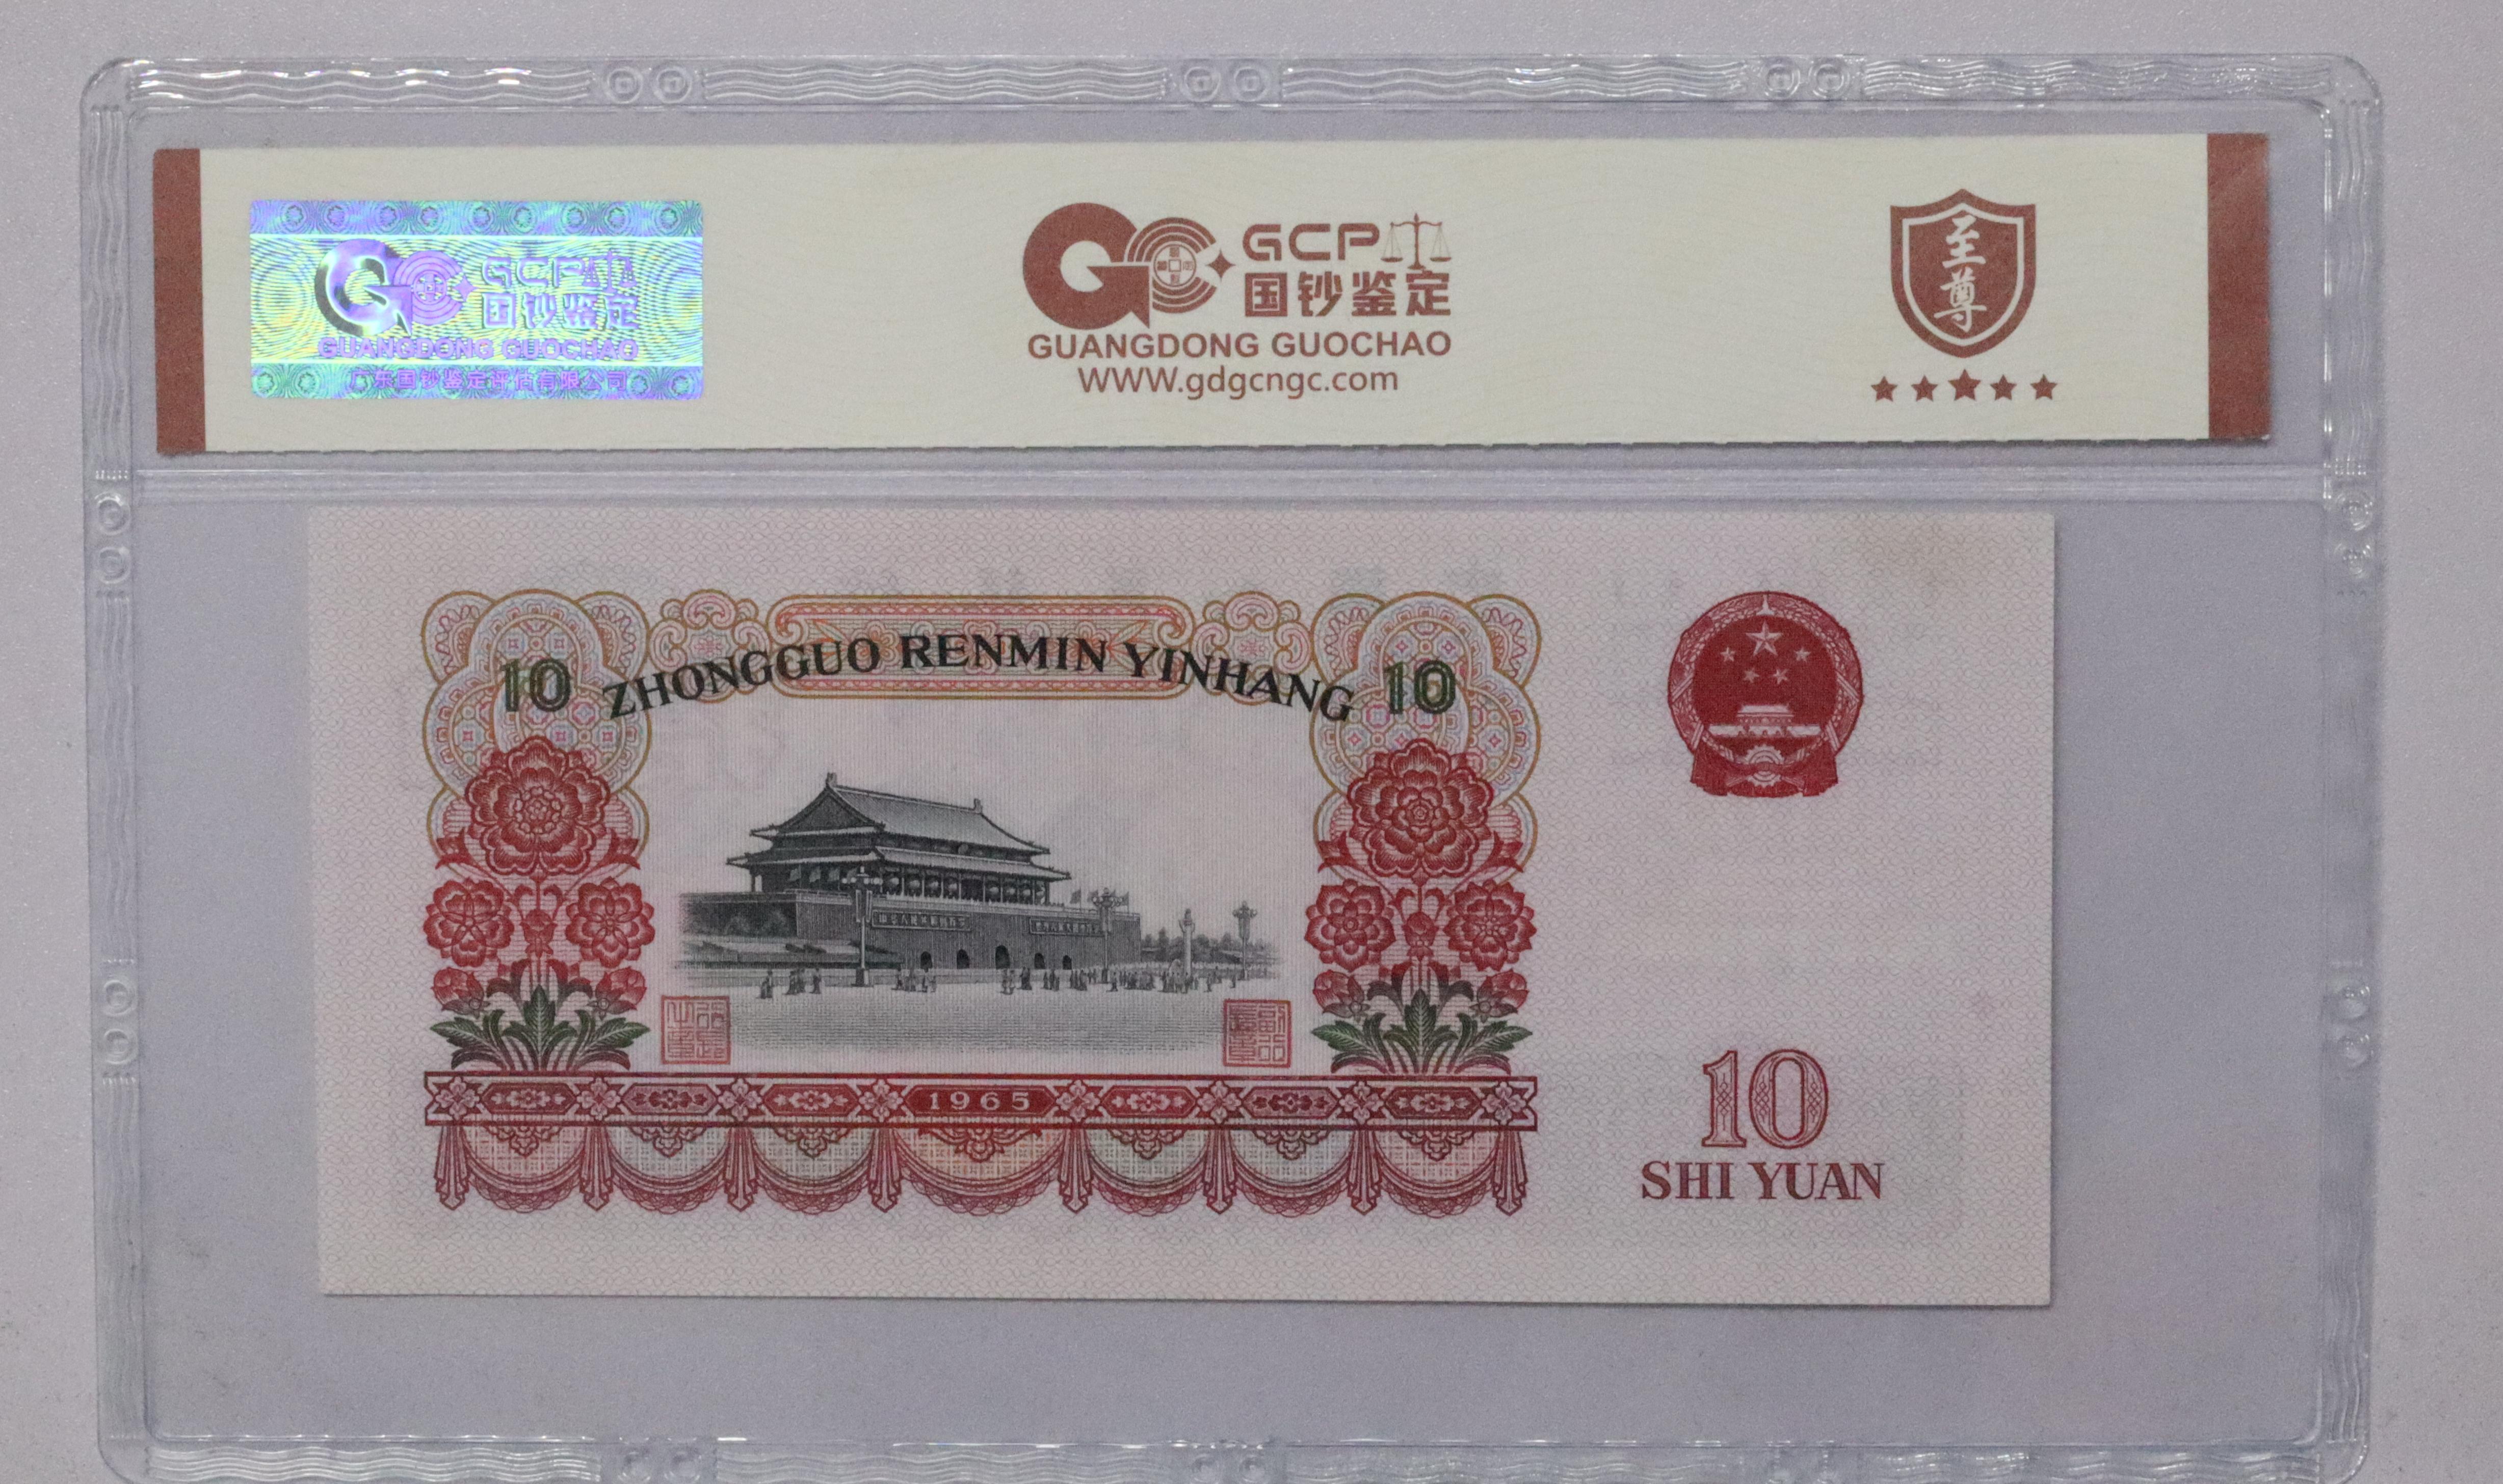 GCP
国钞鉴定
GUANGDONG GUOCHAO
广东国钞鉴定评估有限公司
GCP
国钞鉴定
GUANGDONG GUOCHAO
WWW.gdgcngc.com
至尊
10 ZHONGGUO RENMIN YINHANG 10
1965
10
SHI YUAN